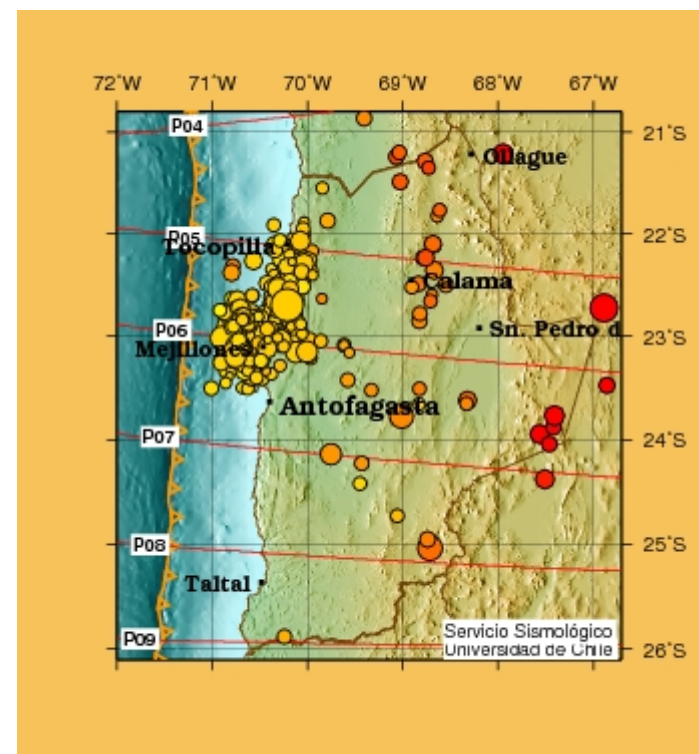 72˚W 71˚W 70˚W 69˚W 68˚W 67˚W
P04
21˚S
Ollague
P05
22˚S
Tocopilla
Calama
P06
Sn. Pedro d
23˚S
Mejillones
Antofagasta
P07
24˚S
P08
25˚S
Taltal
P09
Servicio Sismológico
Universidad de Chile
26˚S